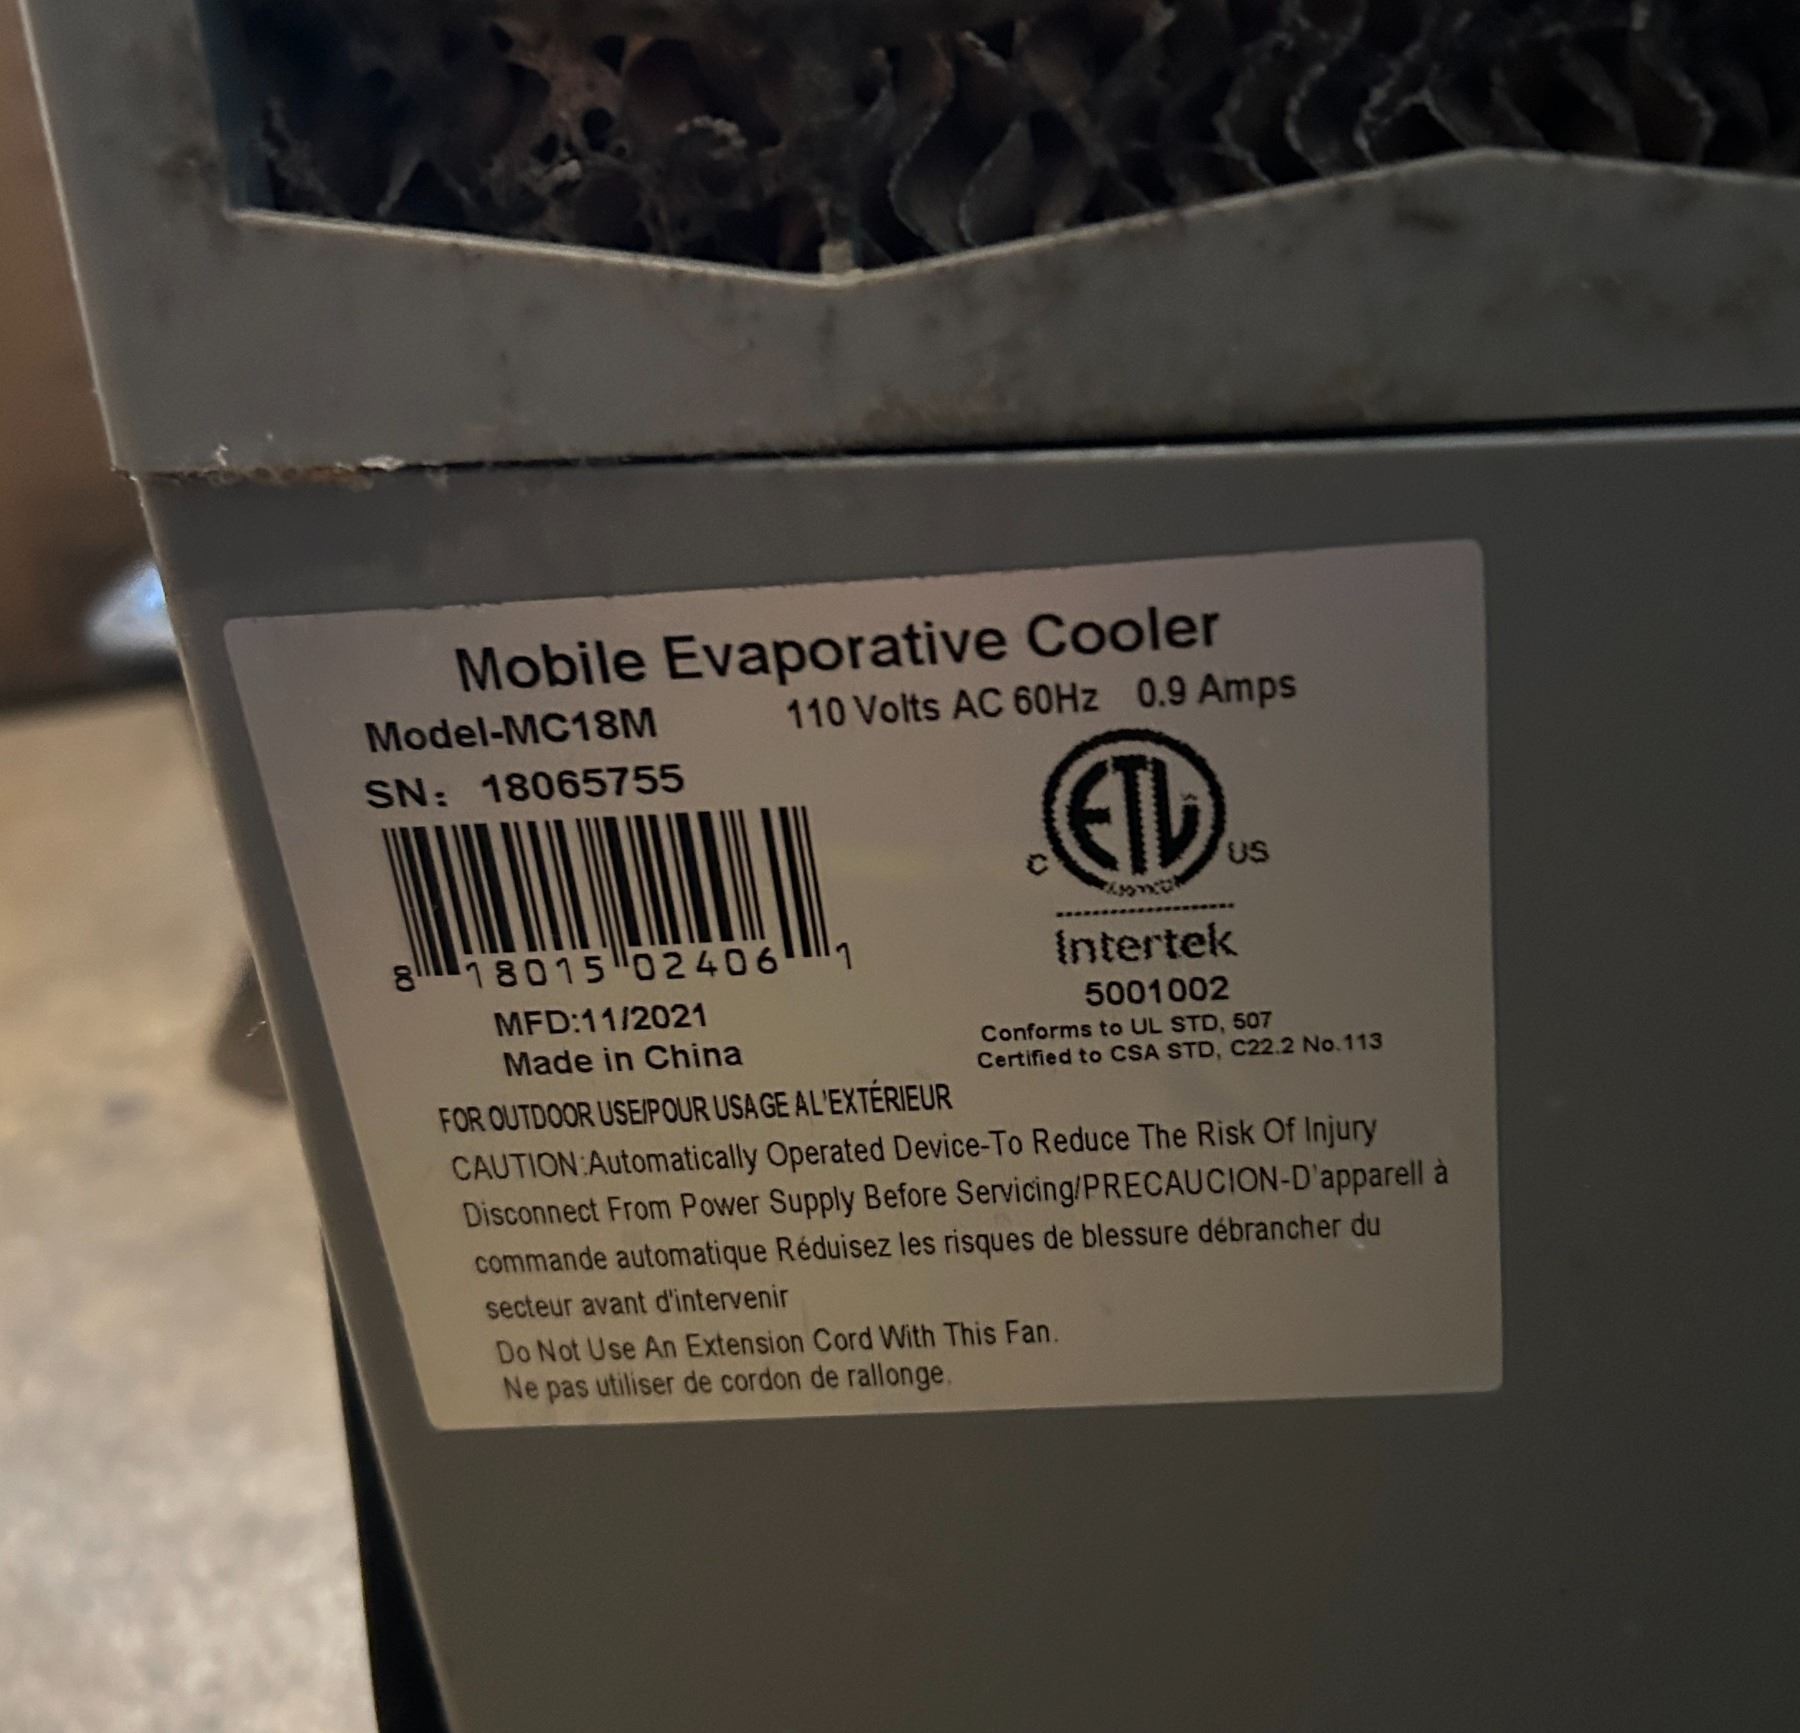 Mobile Evaporative Cooler
Model-MC18M
110 Volts AC 60Hz 0.9 Amps
SN: 18065755
8 18015 02406 1
MFD:11/2021
Made in China
ETL
C US
Intertek
5001002
Conforms to UL STD, 507
Certified to CSA STD, C22.2 No.113
FOR OUTDOOR USE/POUR USAGE A L'EXTÉRIEUR
CAUTION:Automatically Operated Device-To Reduce The Risk Of Injury
Disconnect From Power Supply Before Servicing/PRECAUCION-D'apparell à
commande automatique Réduisez les risques de blessure débrancher du
secteur avant d'intervenir
Do Not Use An Extension Cord With This Fan.
Ne pas utiliser de cordon de rallonge.